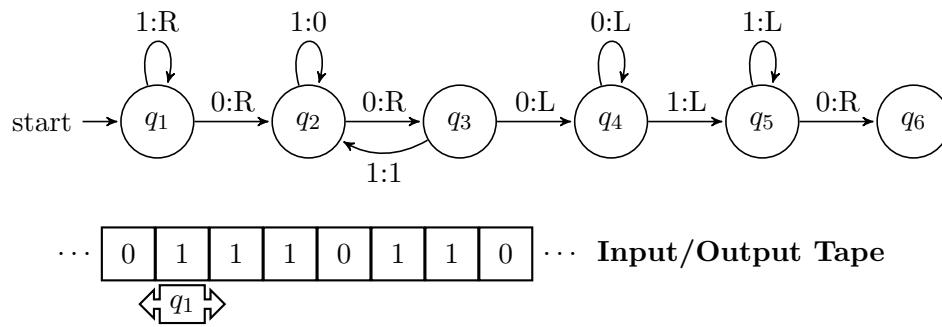 1:R 1:0 0:L 1:L
0:R 0:R 0:L 1:L 0:R
start q1 q2 q3 q4 q5 q6
1:1
··· 0 1 1 1 0 1 1 0 ··· Input/Output Tape
q1